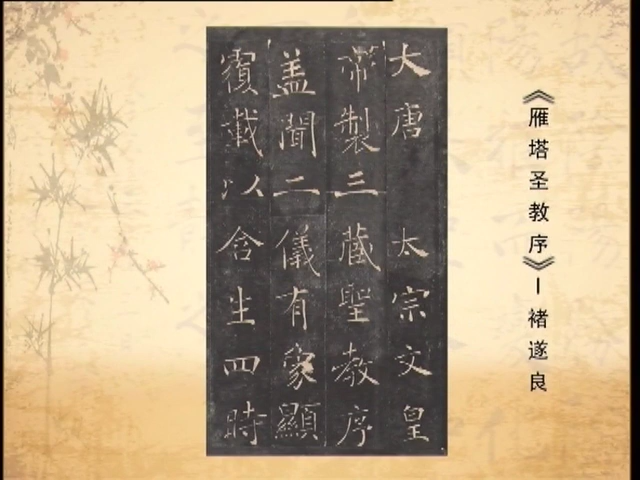 《雁塔圣教序》—褚遂良
大唐 太宗文皇
帝製三藏聖教序
盖聞二儀有象顯
覆載以含生四時